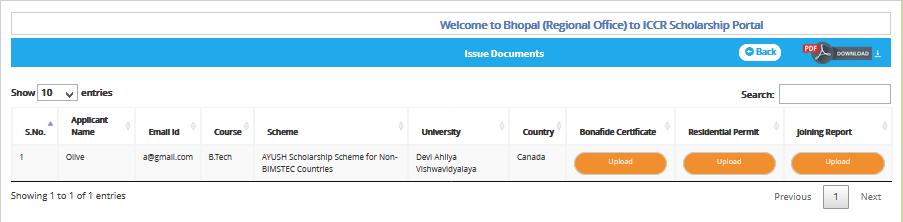 Welcome to Bhopal (Regional Office) to ICCR Scholarship Portal
Issue Documents
Back
PDF
DOWNLOAD
Show 10 entries
Search:
S.No. Applicant Name Email Id Course Scheme University Country Bonafide Certificate Residential Permit Joining Report
1 Olive a@gmail.com B.Tech AYUSH Scholarship Scheme for Non-BIMSTEC Countries Devi Ahilya Vishwavidyalaya Canada Upload Upload Upload
Showing 1 to 1 of 1 entries
Previous 1 Next